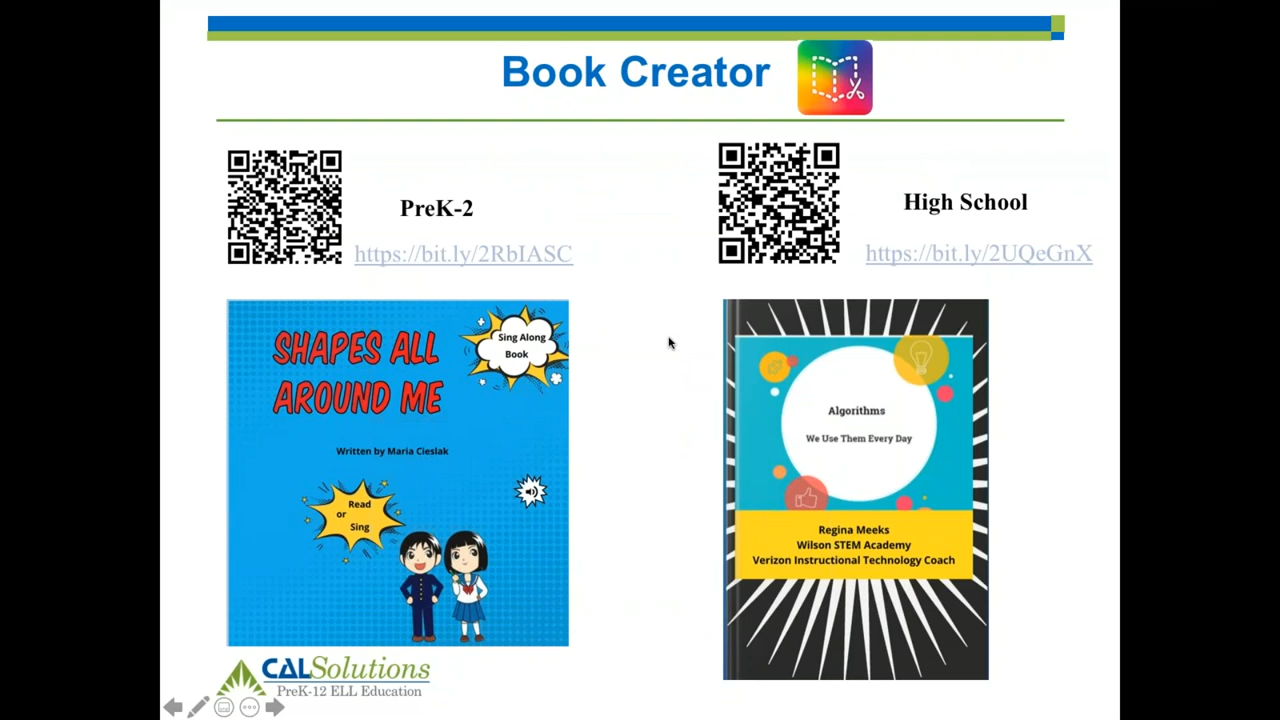 Book Creator
PreK-2
https://bit.ly/2RbIASC
High School
https://bit.ly/2UQeGnX
SHAPES ALL
AROUND ME
Sing Along
Book
Written by Maria Cieslak
Read
or
Sing
Algorithms
We Use Them Every Day
Regina Meeks
Wilson STEM Academy
Verizon Instructional Technology Coach
CALSolutions
PreK-12 ELL Education